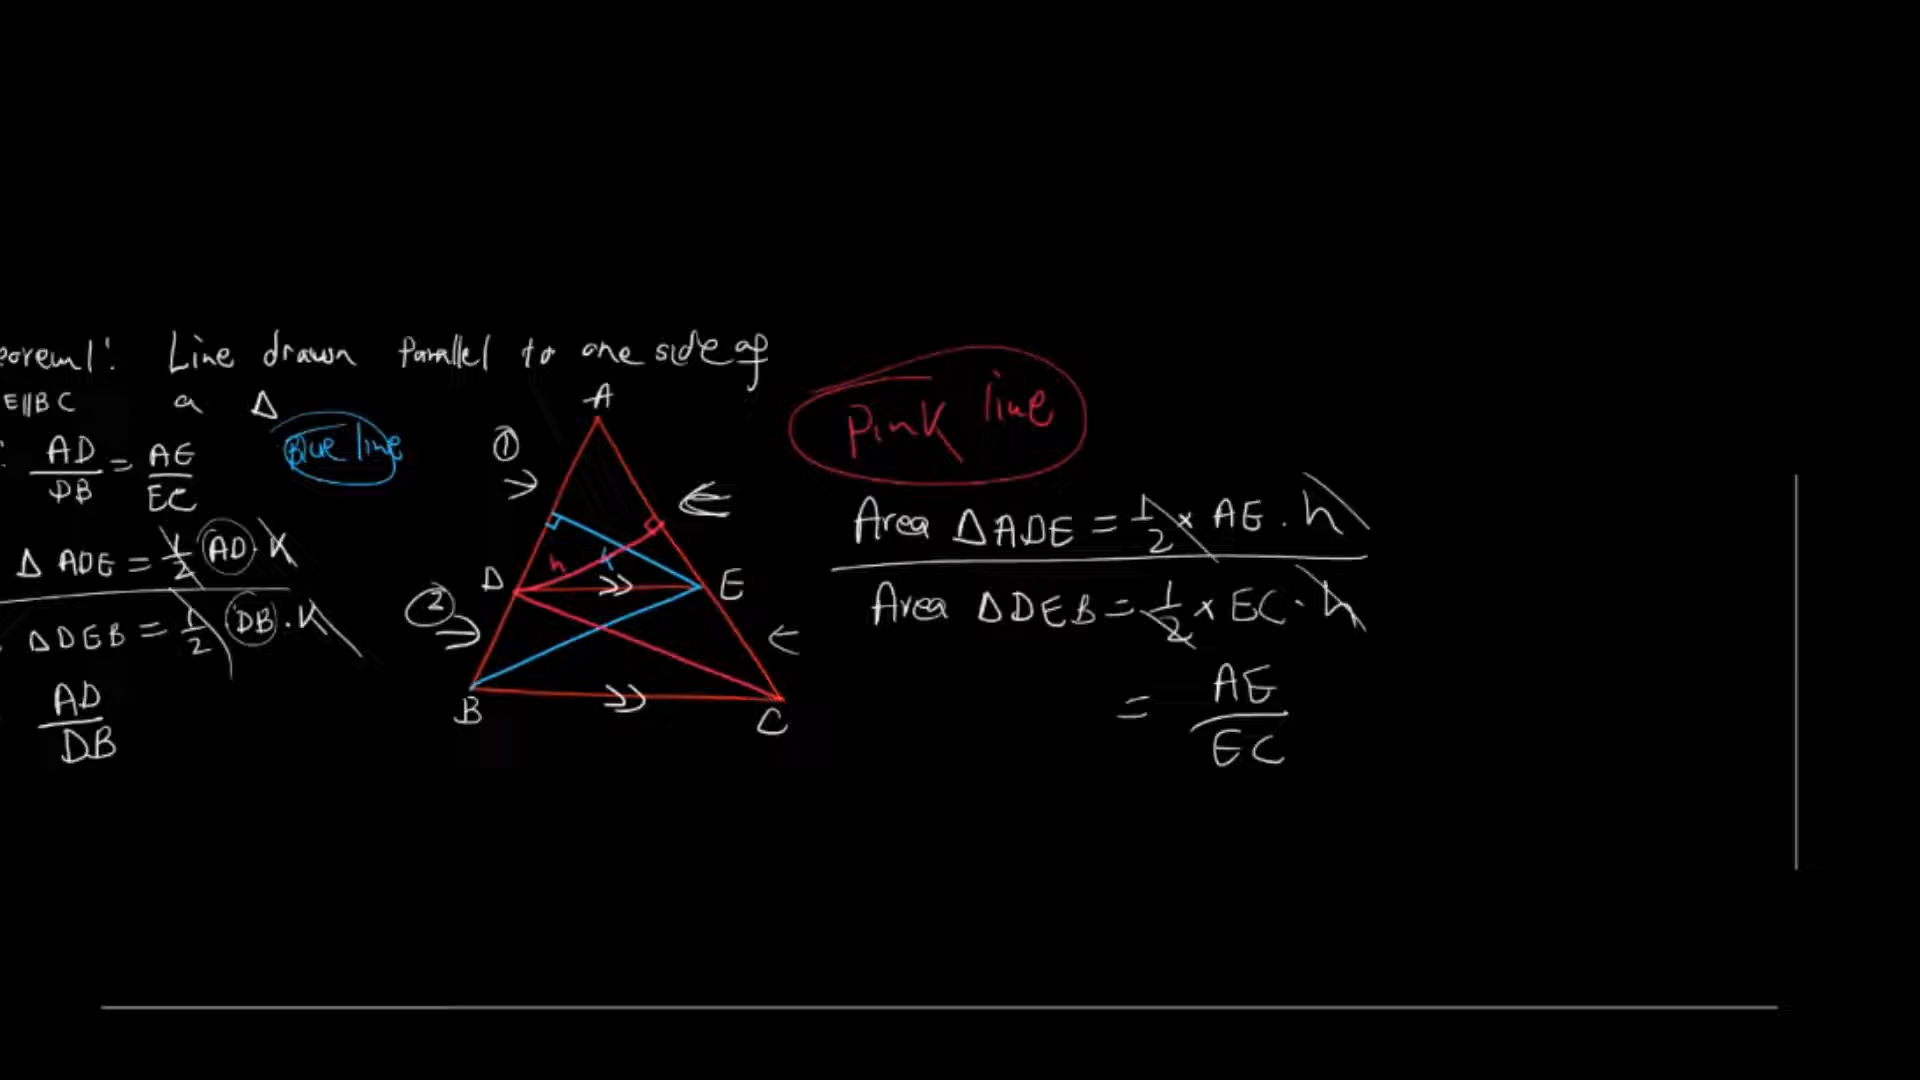 eorem!: Line drawn Parallel to one side of
E||BC a Δ
: AD/DB = AE/EC
Blue line
Δ ADE = 1/2 AD . K
Δ DEB = 1/2 DB . K
AD/DB
A
①
②
h
K
D
E
B
C
Pink line
Area ΔADE = 1/2 × AE . h
Area ΔDEB = 1/2 × EC . h
= AE/EC